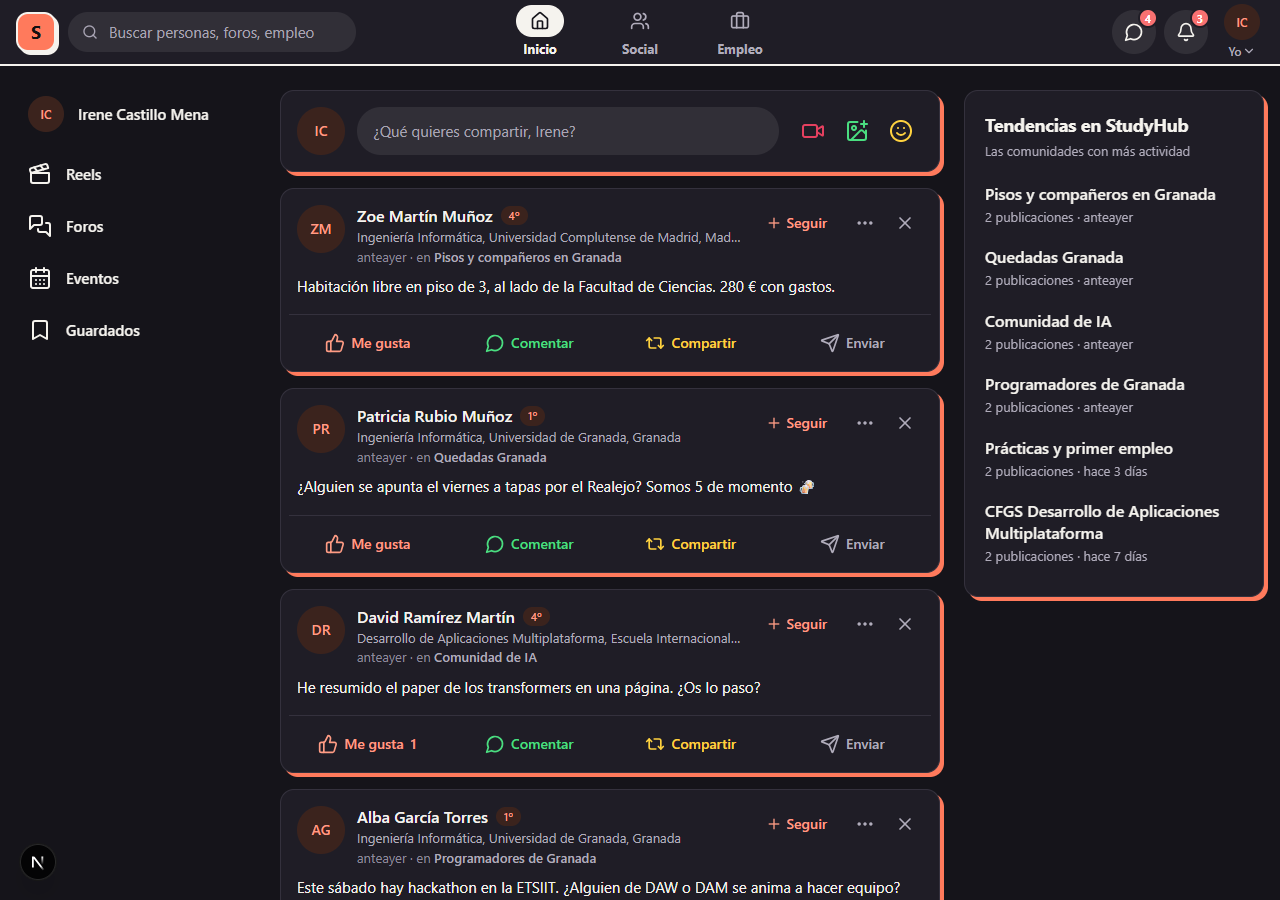 S
Buscar personas, foros, empleo
Inicio
Social
Empleo
4
3
IC
Yo
IC
Irene Castillo Mena
Reels
Foros
Eventos
Guardados
N
IC
¿Qué quieres compartir, Irene?
ZM
Zoe Martín Muñoz 4º
+ Seguir
Ingeniería Informática, Universidad Complutense de Madrid, Mad...
anteayer · en Pisos y compañeros en Granada
Habitación libre en piso de 3, al lado de la Facultad de Ciencias. 280 € con gastos.
Me gusta
Comentar
Compartir
Enviar
PR
Patricia Rubio Muñoz 1º
+ Seguir
Ingeniería Informática, Universidad de Granada, Granada
anteayer · en Quedadas Granada
¿Alguien se apunta el viernes a tapas por el Realejo? Somos 5 de momento
Me gusta
Comentar
Compartir
Enviar
DR
David Ramírez Martín 4º
+ Seguir
Desarrollo de Aplicaciones Multiplataforma, Escuela Internacional...
anteayer · en Comunidad de IA
He resumido el paper de los transformers en una página. ¿Os lo paso?
Me gusta 1
Comentar
Compartir
Enviar
AG
Alba García Torres 1º
+ Seguir
Ingeniería Informática, Universidad de Granada, Granada
anteayer · en Programadores de Granada
Este sábado hay hackathon en la ETSIIT. ¿Alguien de DAW o DAM se anima a hacer equipo?
Tendencias en StudyHub
Las comunidades con más actividad
Pisos y compañeros en Granada
2 publicaciones · anteayer
Quedadas Granada
2 publicaciones · anteayer
Comunidad de IA
2 publicaciones · anteayer
Programadores de Granada
2 publicaciones · anteayer
Prácticas y primer empleo
2 publicaciones · hace 3 días
CFGS Desarrollo de Aplicaciones
Multiplataforma
2 publicaciones · hace 7 días